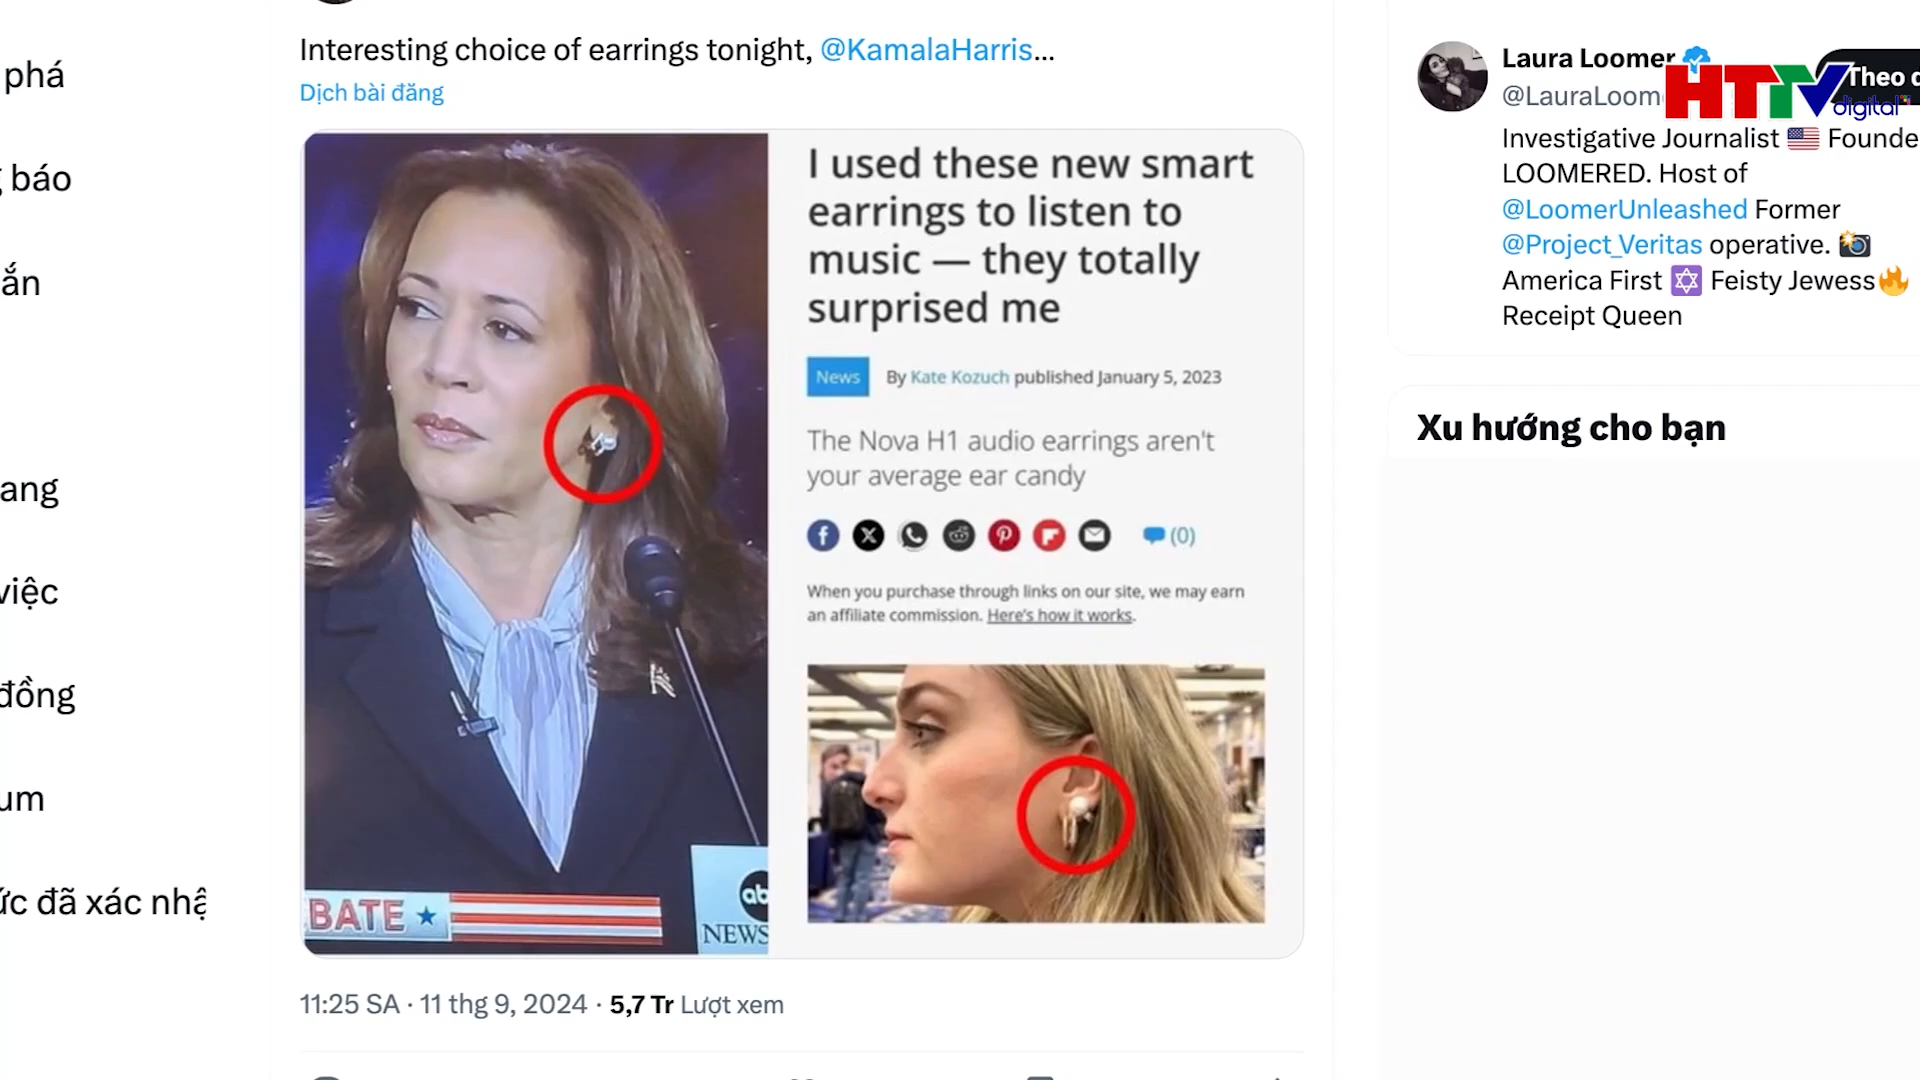 phá
báo
ắn
ang
việc
đồng
um
ức đã xác nhậ
Interesting choice of earrings tonight, @KamalaHarris...
Dịch bài đăng
BATE
abc
NEWS
I used these new smart
earrings to listen to
music — they totally
surprised me
News By Kate Kozuch published January 5, 2023
The Nova H1 audio earrings aren't
your average ear candy
(0)
When you purchase through links on our site, we may earn
an affiliate commission. Here's how it works.
11:25 SA · 11 thg 9, 2024 · 5,7 Tr Lượt xem
Laura Loomer
@LauraLoom
Theo d
HTTV
digital
Investigative Journalist 🇺🇸 Founde
LOOMERED. Host of
@LoomerUnleashed Former
@Project_Veritas operative. 📸
America First 🔯 Feisty Jewess🔥
Receipt Queen
Xu hướng cho bạn